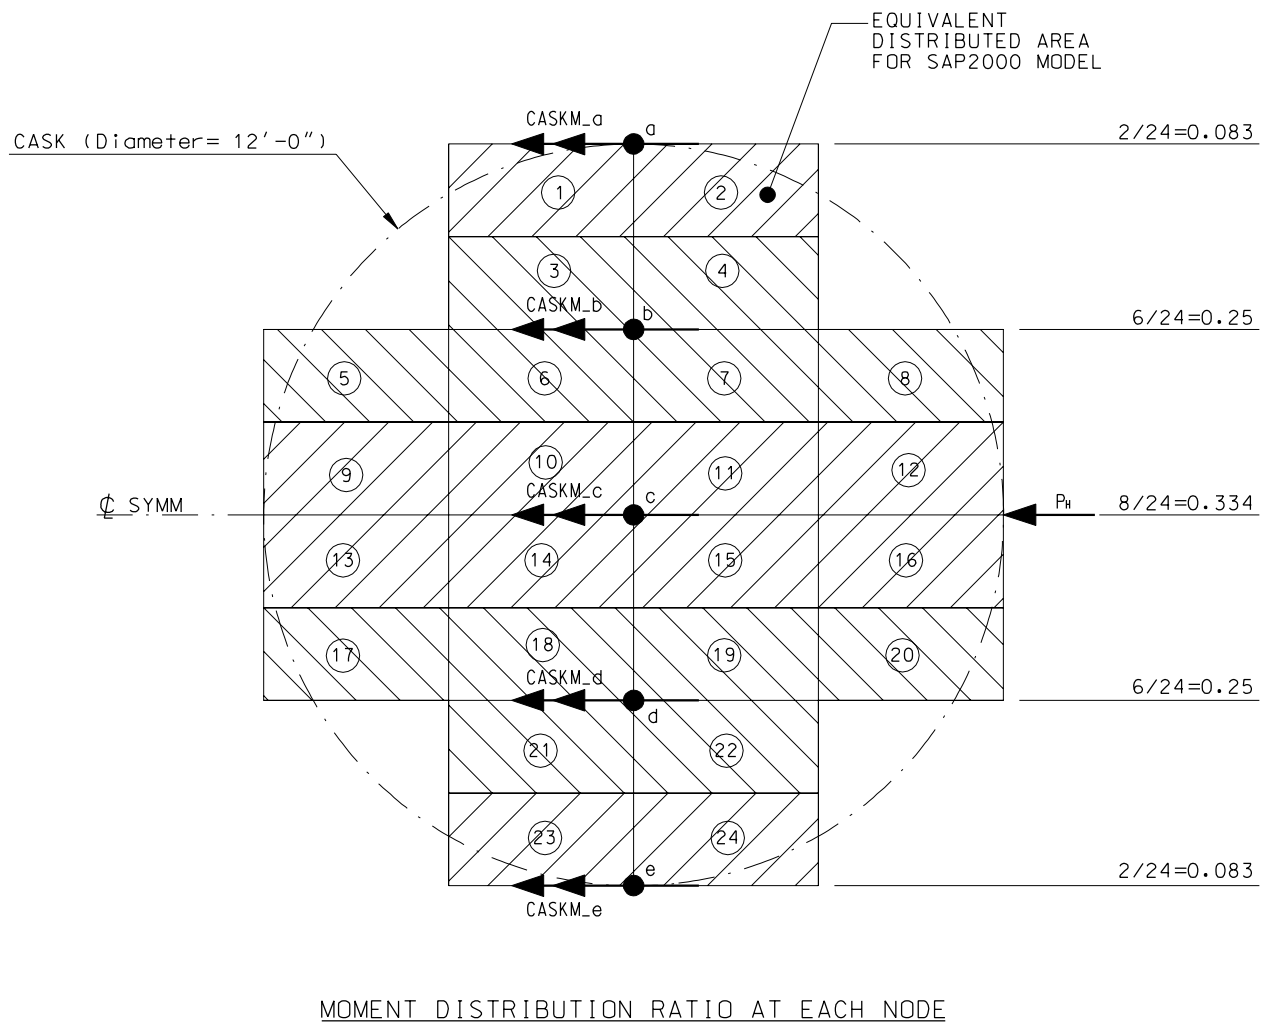 EQUIVALENT
DISTRIBUTED AREA
FOR SAP2000 MODEL
CASKM_a
a
2/24=0.083
CASK (Diameter= 12'-0")
1
2
3
4
CASKM_b
b
6/24=0.25
5
6
7
8
9
10
11
12
CASKM_c
c
℄ SYMM
PH
8/24=0.334
13
14
15
16
17
18
19
20
CASKM_d
d
6/24=0.25
21
22
23
24
e
2/24=0.083
CASKM_e
MOMENT DISTRIBUTION RATIO AT EACH NODE